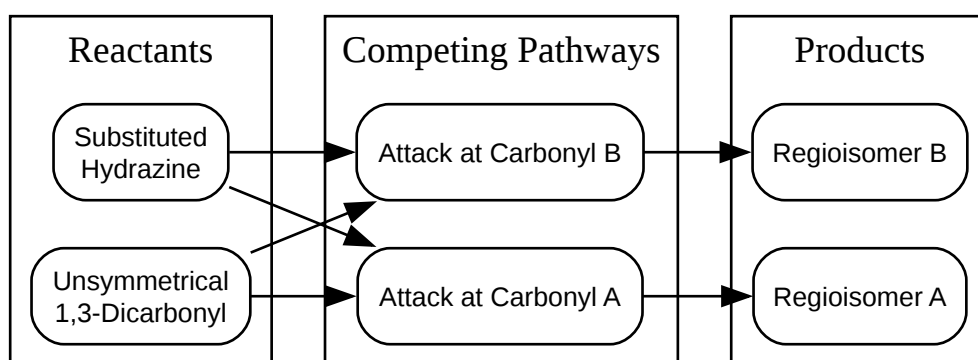 Reactants
Substituted
Hydrazine
Unsymmetrical
1,3-Dicarbonyl
Competing Pathways
Attack at Carbonyl B
Attack at Carbonyl A
Products
Regioisomer B
Regioisomer A